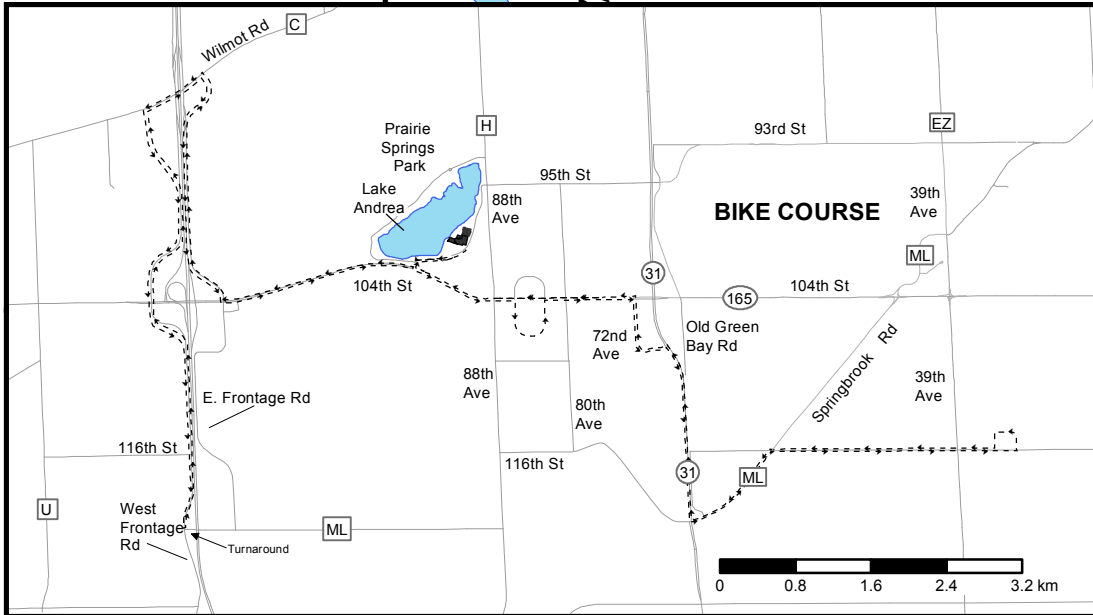 Wilmot Rd
C
Prairie
Springs
Park
H
93rd St
EZ
95th St
Lake
Andrea
88th
Ave
BIKE COURSE
39th
Ave
ML
31
104th St
165
104th St
72nd
Ave
Old Green
Bay Rd
Springbrook Rd
88th
Ave
39th
Ave
E. Frontage Rd
80th
Ave
116th St
116th St
31
ML
U
West
Frontage
Rd
ML
Turnaround
0 0.8 1.6 2.4 3.2 km